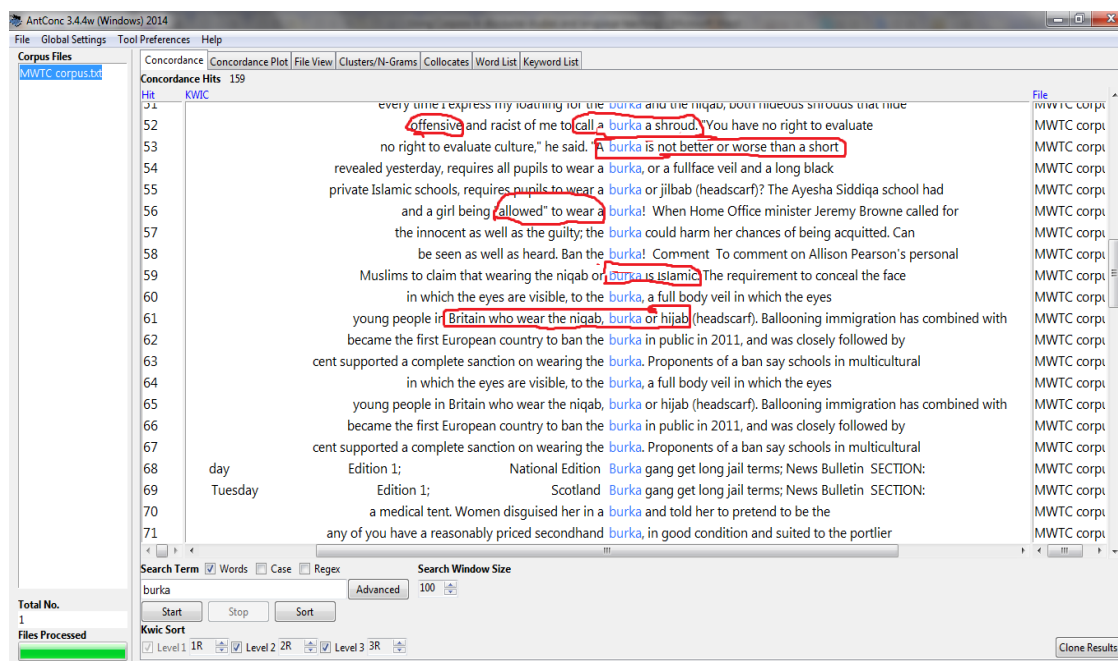 AntConc 3.4.4w (Windows) 2014
File Global Settings Tool Preferences Help
Corpus Files
MWTC corpus.txt
Concordance Concordance Plot File View Clusters/N-Grams Collocates Word List Keyword List
Concordance Hits 159
Hit KWIC File
51 every time I express my loathing for the burka and the niqab, both hideous shrouds that hide MWTC corpu
52 offensive and racist of me to call a burka a shroud. "You have no right to evaluate MWTC corpu
53 no right to evaluate culture," he said. "A burka is not better or worse than a short MWTC corpu
54 revealed yesterday, requires all pupils to wear a burka, or a fullface veil and a long black MWTC corpu
55 private Islamic schools, requires pupils to wear a burka or jilbab (headscarf)? The Ayesha Siddiqa school had MWTC corpu
56 and a girl being "allowed" to wear a burka! When Home Office minister Jeremy Browne called for MWTC corpu
57 the innocent as well as the guilty; the burka could harm her chances of being acquitted. Can MWTC corpu
58 be seen as well as heard. Ban the burka! Comment To comment on Allison Pearson's personal MWTC corpu
59 Muslims to claim that wearing the niqab or burka is Islamic. The requirement to conceal the face MWTC corpu
60 in which the eyes are visible, to the burka, a full body veil in which the eyes MWTC corpu
61 young people in Britain who wear the niqab, burka or hijab (headscarf). Ballooning immigration has combined with MWTC corpu
62 became the first European country to ban the burka in public in 2011, and was closely followed by MWTC corpu
63 cent supported a complete sanction on wearing the burka. Proponents of a ban say schools in multicultural MWTC corpu
64 in which the eyes are visible, to the burka, a full body veil in which the eyes MWTC corpu
65 young people in Britain who wear the niqab, burka or hijab (headscarf). Ballooning immigration has combined with MWTC corpu
66 became the first European country to ban the burka in public in 2011, and was closely followed by MWTC corpu
67 cent supported a complete sanction on wearing the burka. Proponents of a ban say schools in multicultural MWTC corpu
68 day Edition 1; National Edition Burka gang get long jail terms; News Bulletin SECTION: MWTC corpu
69 Tuesday Edition 1; Scotland Burka gang get long jail terms; News Bulletin SECTION: MWTC corpu
70 a medical tent. Women disguised her in a burka and told her to pretend to be the MWTC corpu
71 any of you have a reasonably priced secondhand burka, in good condition and suited to the portlier MWTC corpu
Search Term Words Case Regex Search Window Size
burka Advanced 100
Start Stop Sort
Kwic Sort
Level 1 1R Level 2 2R Level 3 3R
Total No.
1
Files Processed
Clone Results